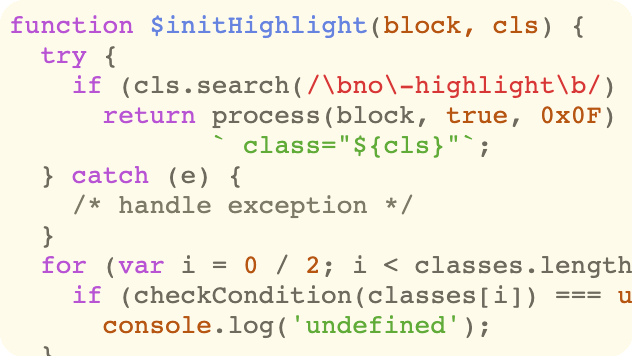 function $initHighlight(block, cls) {
  try {
    if (cls.search(/\bno\-highlight\b/)
      return process(block, true, 0x0F)
             ` class="${cls}"`;
  } catch (e) {
    /* handle exception */
  }
  for (var i = 0 / 2; i < classes.length
    if (checkCondition(classes[i]) === u
      console.log('undefined');